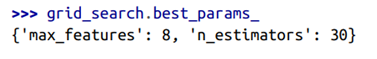 >>> grid_search.best_params_
{'max_features': 8, 'n_estimators': 30}